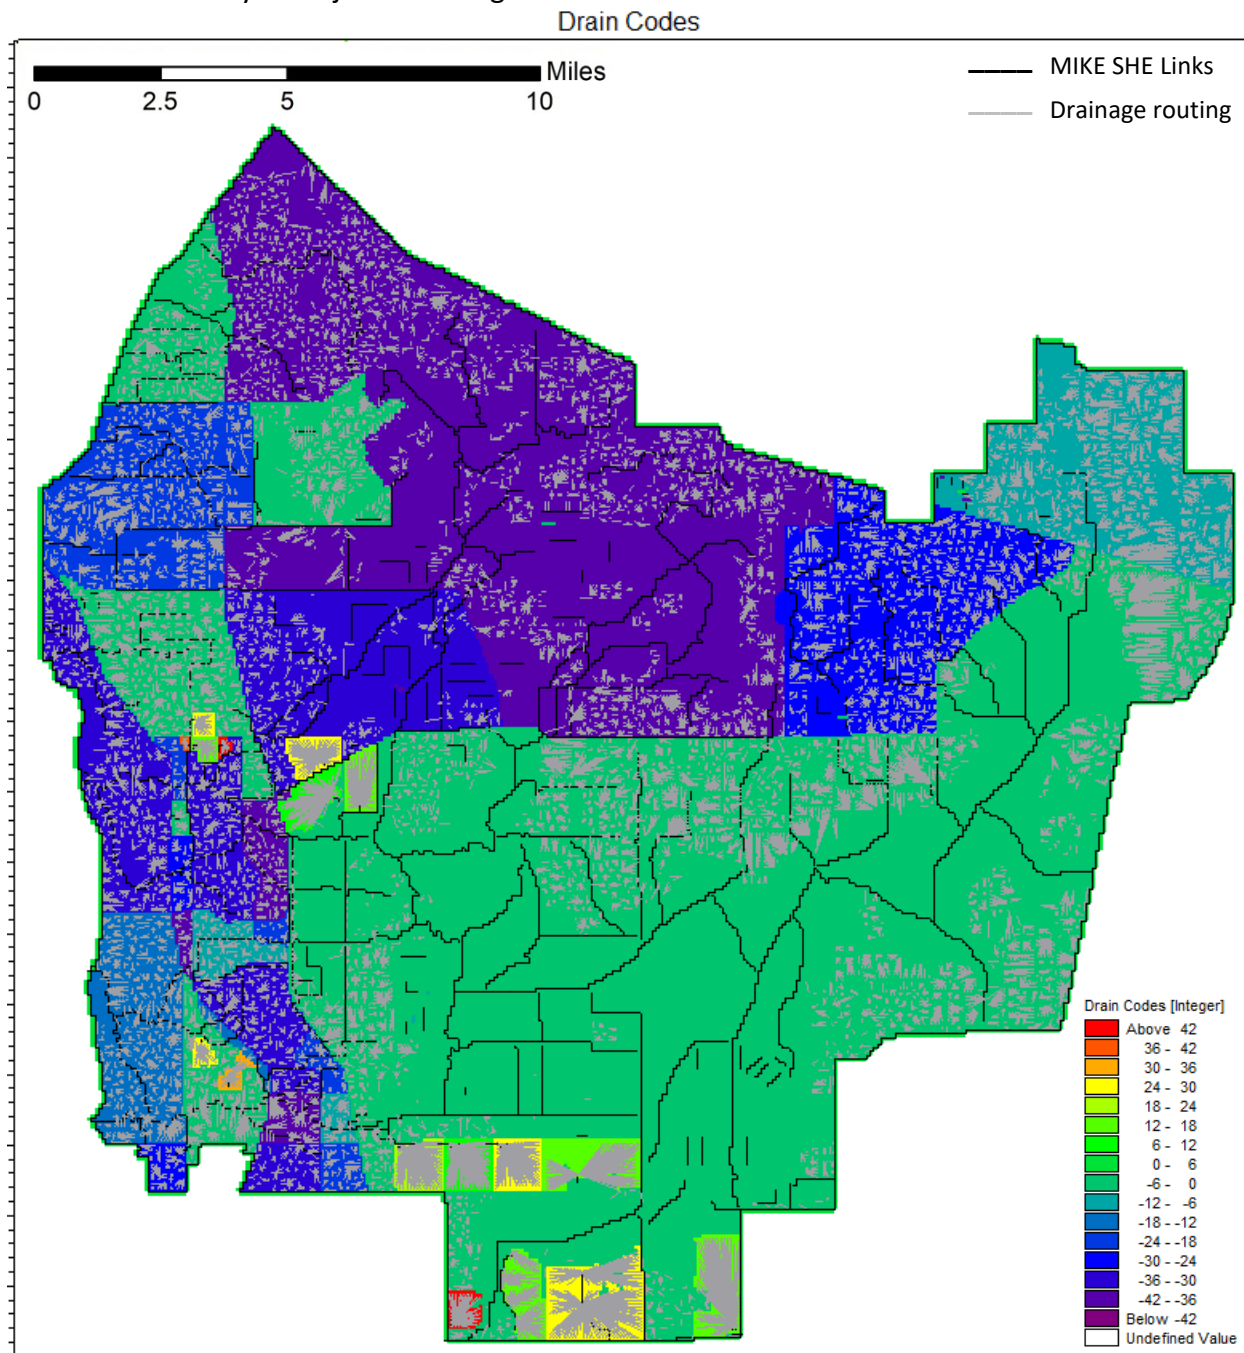 Drain Codes
Miles
0 2.5 5 10
MIKE SHE Links
Drainage routing
Drain Codes [Integer]
Above 42
36 - 42
30 - 36
24 - 30
18 - 24
12 - 18
6 - 12
0 - 6
-6 - 0
-12 - -6
-18 - -12
-24 - -18
-30 - -24
-36 - -30
-42 - -36
Below -42
Undefined Value